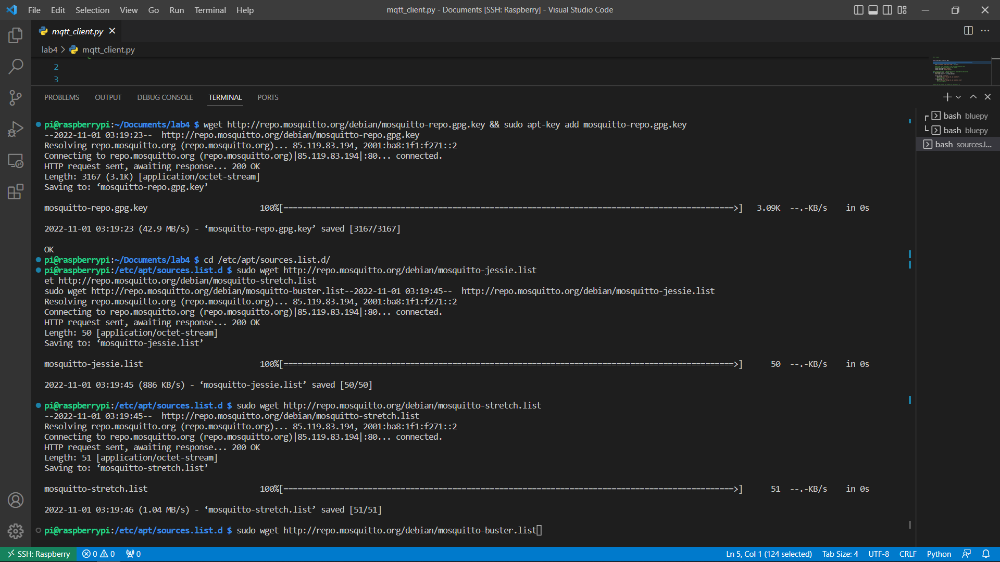 File Edit Selection View Go Run Terminal Help
mqtt_client.py - Documents [SSH: Raspberry] - Visual Studio Code
mqtt_client.py
lab4 > mqtt_client.py
2
3
PROBLEMS OUTPUT DEBUG CONSOLE TERMINAL PORTS
bash bluepy
bash bluepy
bash sources.l...
pi@raspberrypi:~/Documents/lab4 $ wget http://repo.mosquitto.org/debian/mosquitto-repo.gpg.key && sudo apt-key add mosquitto-repo.gpg.key
--2022-11-01 03:19:23--  http://repo.mosquitto.org/debian/mosquitto-repo.gpg.key
Resolving repo.mosquitto.org (repo.mosquitto.org)... 85.119.83.194, 2001:ba8:1f1:f271::2
Connecting to repo.mosquitto.org (repo.mosquitto.org)|85.119.83.194|:80... connected.
HTTP request sent, awaiting response... 200 OK
Length: 3167 (3.1K) [application/octet-stream]
Saving to: ‘mosquitto-repo.gpg.key’
mosquitto-repo.gpg.key 100%[================================================================================================>] 3.09K --.-KB/s in 0s
2022-11-01 03:19:23 (42.9 MB/s) - ‘mosquitto-repo.gpg.key’ saved [3167/3167]
OK
pi@raspberrypi:~/Documents/lab4 $ cd /etc/apt/sources.list.d/
pi@raspberrypi:/etc/apt/sources.list.d $ sudo wget http://repo.mosquitto.org/debian/mosquitto-jessie.list
et http://repo.mosquitto.org/debian/mosquitto-stretch.list
sudo wget http://repo.mosquitto.org/debian/mosquitto-buster.list--2022-11-01 03:19:45--  http://repo.mosquitto.org/debian/mosquitto-jessie.list
Resolving repo.mosquitto.org (repo.mosquitto.org)... 85.119.83.194, 2001:ba8:1f1:f271::2
Connecting to repo.mosquitto.org (repo.mosquitto.org)|85.119.83.194|:80... connected.
HTTP request sent, awaiting response... 200 OK
Length: 50 [application/octet-stream]
Saving to: ‘mosquitto-jessie.list’
mosquitto-jessie.list 100%[================================================================================================>] 50 --.-KB/s in 0s
2022-11-01 03:19:45 (886 KB/s) - ‘mosquitto-jessie.list’ saved [50/50]
pi@raspberrypi:/etc/apt/sources.list.d $ sudo wget http://repo.mosquitto.org/debian/mosquitto-stretch.list
--2022-11-01 03:19:45--  http://repo.mosquitto.org/debian/mosquitto-stretch.list
Resolving repo.mosquitto.org (repo.mosquitto.org)... 85.119.83.194, 2001:ba8:1f1:f271::2
Connecting to repo.mosquitto.org (repo.mosquitto.org)|85.119.83.194|:80... connected.
HTTP request sent, awaiting response... 200 OK
Length: 51 [application/octet-stream]
Saving to: ‘mosquitto-stretch.list’
mosquitto-stretch.list 100%[================================================================================================>] 51 --.-KB/s in 0s
2022-11-01 03:19:46 (1.04 MB/s) - ‘mosquitto-stretch.list’ saved [51/51]
pi@raspberrypi:/etc/apt/sources.list.d $ sudo wget http://repo.mosquitto.org/debian/mosquitto-buster.list
SSH: Raspberry 0 0 0 Ln 5, Col 1 (124 selected) Tab Size: 4 UTF-8 CRLF Python